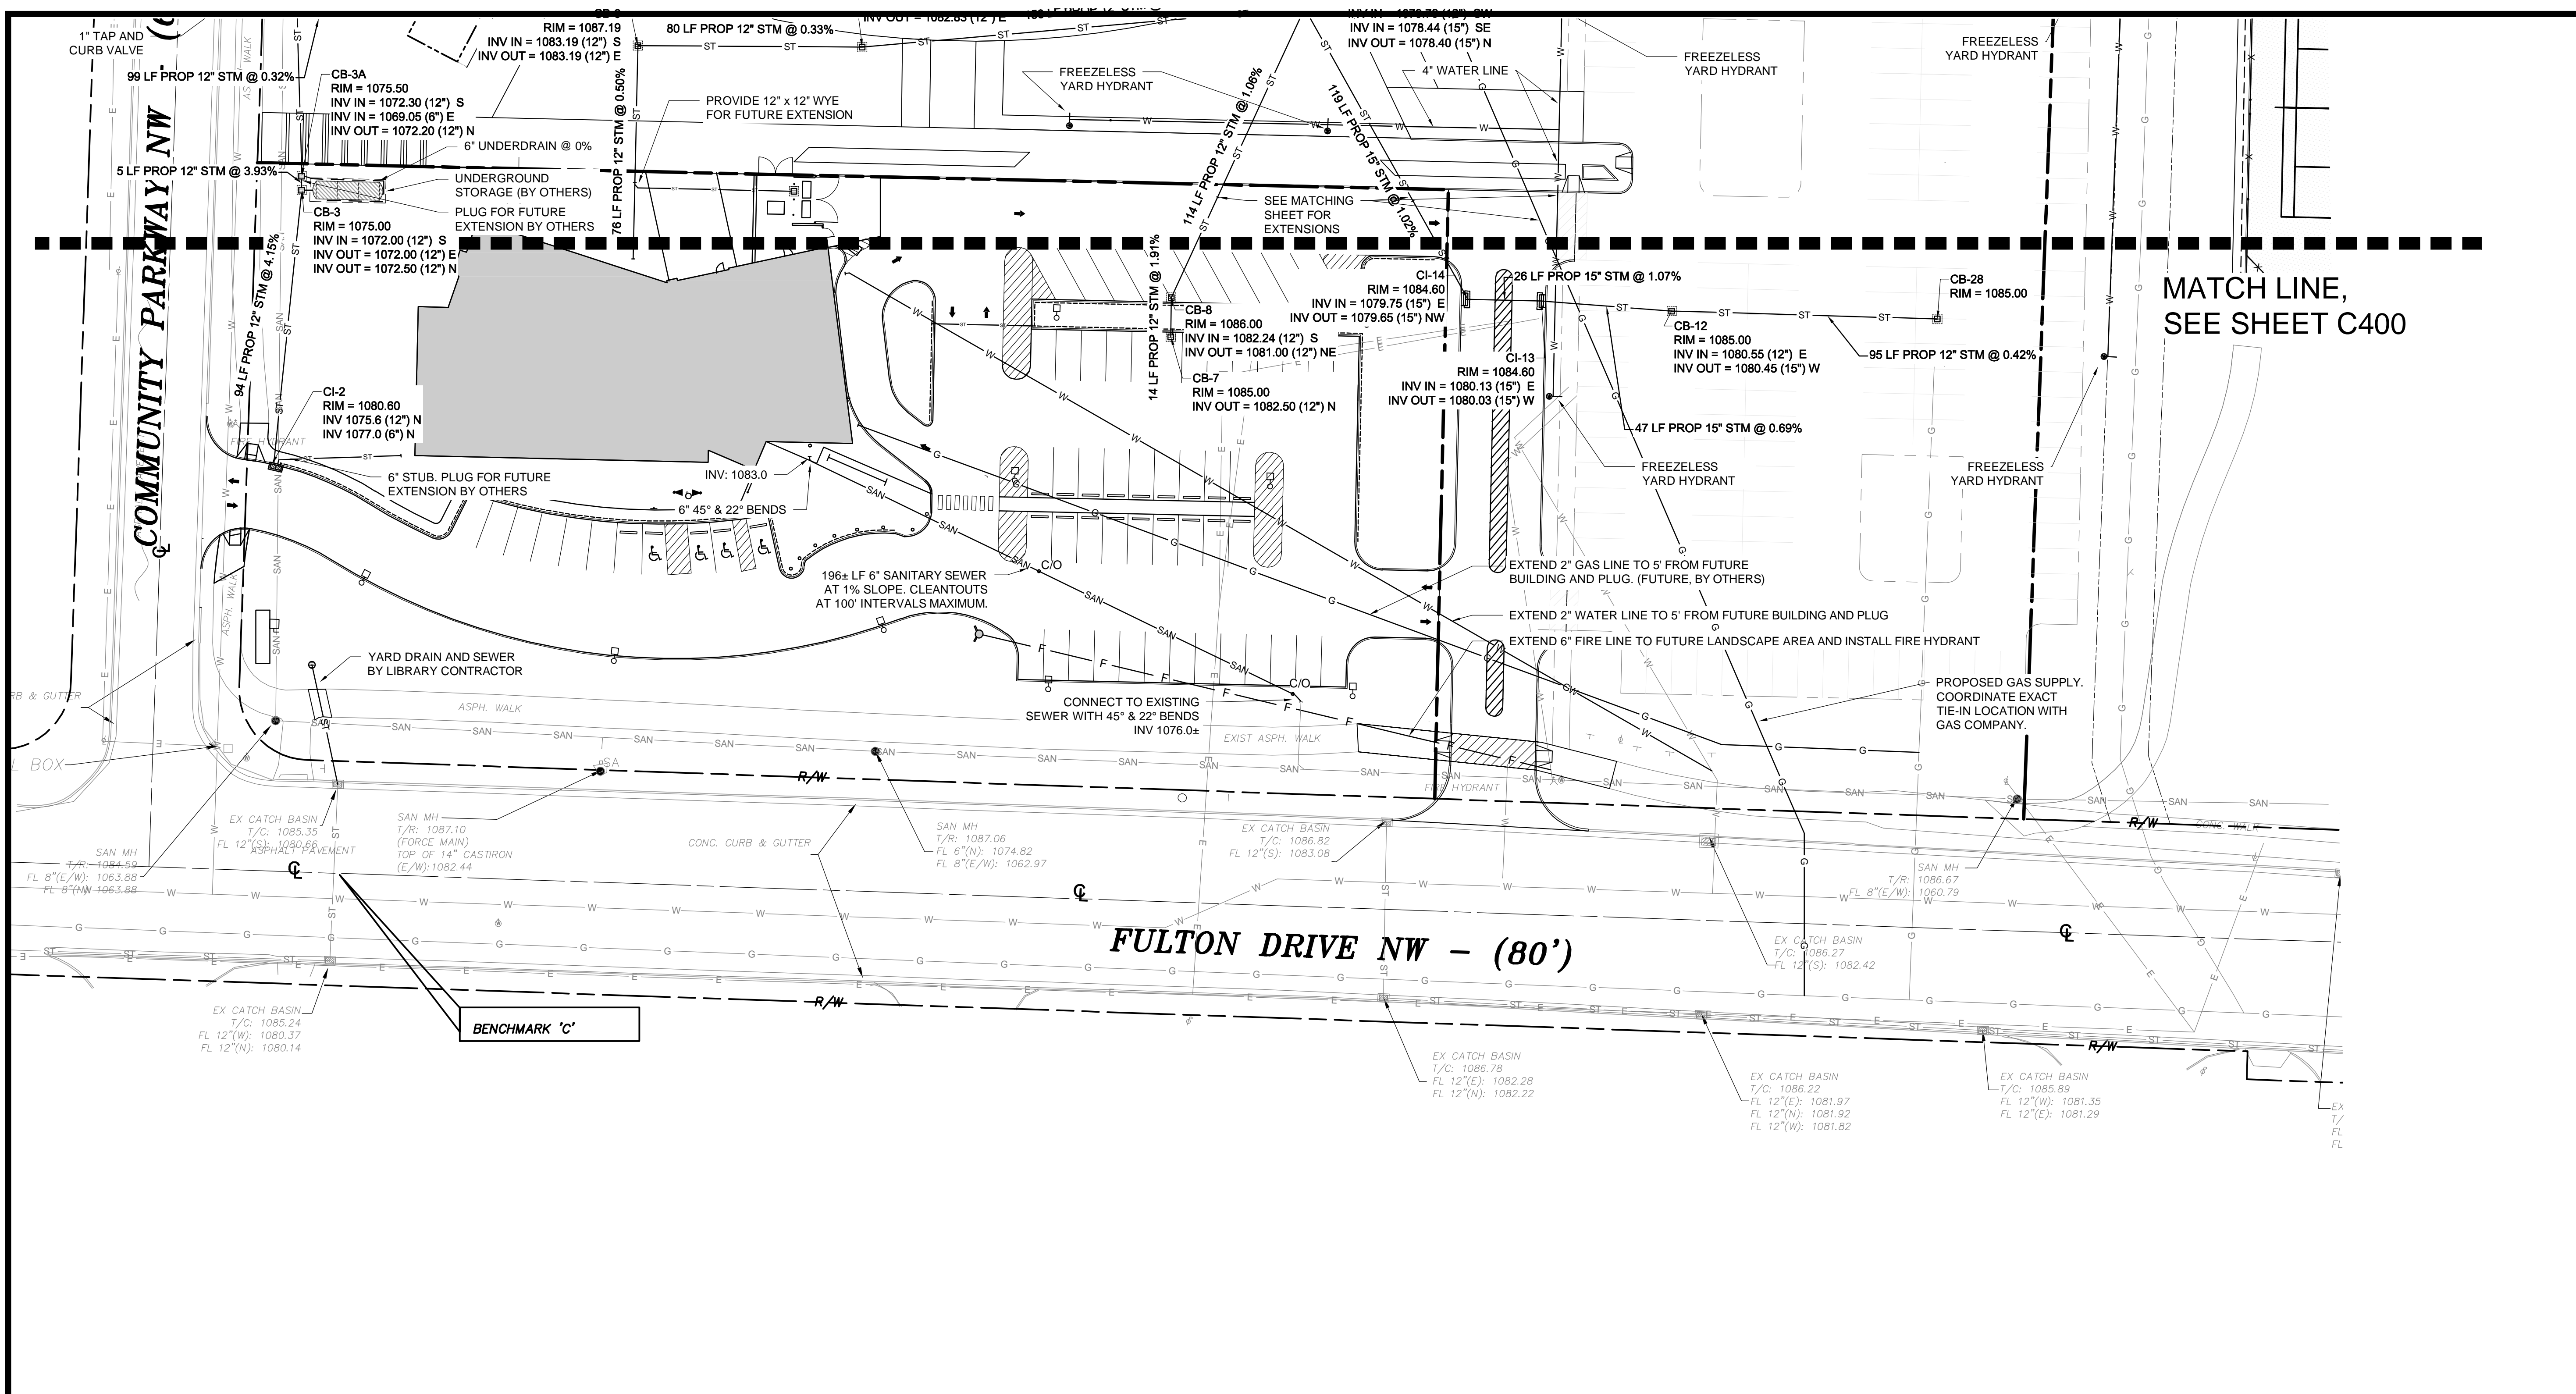 1" TAP AND
CURB VALVE
99 LF PROP 12" STM @ 0.32%
CB-3A
RIM = 1075.50
INV IN = 1072.30 (12") S
INV IN = 1069.05 (6") E
INV OUT = 1072.20 (12") N
5 LF PROP 12" STM @ 3.93%
6" UNDERDRAIN @ 0%
UNDERGROUND
STORAGE (BY OTHERS)
PLUG FOR FUTURE
EXTENSION BY OTHERS
CB-3
RIM = 1075.00
INV IN = 1072.00 (12") S
INV OUT = 1072.00 (12") E
INV OUT = 1072.50 (12") N
RIM = 1087.19
INV IN = 1083.19 (12") S
INV OUT = 1083.19 (12") E
80 LF PROP 12" STM @ 0.33%
INV OUT = 1082.83 (12") E
76 LF PROP 12" STM @ 0.50%
PROVIDE 12" x 12" WYE
FOR FUTURE EXTENSION
FREEZELESS
YARD HYDRANT
INV IN = 1078.44 (15") SE
INV OUT = 1078.40 (15") N
4" WATER LINE
FREEZELESS
YARD HYDRANT
FREEZELESS
YARD HYDRANT
114 LF PROP 12" STM @ 1.06%
119 LF PROP 15" STM @ 1.02%
SEE MATCHING
SHEET FOR
EXTENSIONS
COMMUNITY PARKWAY NW - (6
94 LF PROP 12" STM @ 4.15%
14 LF PROP 12" STM @ 1.91%
CI-14
RIM = 1084.60
INV IN = 1079.75 (15") E
INV OUT = 1079.65 (15") NW
26 LF PROP 15" STM @ 1.07%
CB-28
RIM = 1085.00
MATCH LINE,
SEE SHEET C400
CB-8
RIM = 1086.00
INV IN = 1082.24 (12") S
INV OUT = 1081.00 (12") NE
CB-12
RIM = 1085.00
INV IN = 1080.55 (12") E
INV OUT = 1080.45 (15") W
95 LF PROP 12" STM @ 0.42%
CI-13
RIM = 1084.60
INV IN = 1080.13 (15") E
INV OUT = 1080.03 (15") W
CB-7
RIM = 1085.00
INV OUT = 1082.50 (12") N
CI-2
RIM = 1080.60
INV 1075.6 (12") N
INV 1077.0 (6") N
FIRE HYDRANT
47 LF PROP 15" STM @ 0.69%
6" STUB. PLUG FOR FUTURE
EXTENSION BY OTHERS
INV: 1083.0
6" 45° & 22° BENDS
FREEZELESS
YARD HYDRANT
FREEZELESS
YARD HYDRANT
ASPH. WALK
196± LF 6" SANITARY SEWER
AT 1% SLOPE. CLEANTOUTS
AT 100' INTERVALS MAXIMUM.
C/O
EXTEND 2" GAS LINE TO 5' FROM FUTURE
BUILDING AND PLUG. (FUTURE, BY OTHERS)
EXTEND 2" WATER LINE TO 5' FROM FUTURE BUILDING AND PLUG
EXTEND 6" FIRE LINE TO FUTURE LANDSCAPE AREA AND INSTALL FIRE HYDRANT
YARD DRAIN AND SEWER
BY LIBRARY CONTRACTOR
C/O
CONNECT TO EXISTING
SEWER WITH 45° & 22° BENDS
INV 1076.0±
PROPOSED GAS SUPPLY.
COORDINATE EXACT
TIE-IN LOCATION WITH
GAS COMPANY.
RB & GUTTER
ASPH. WALK
EXIST ASPH. WALK
L BOX
R/W
FIRE HYDRANT
R/W
CONC. WALK
EX CATCH BASIN
T/C: 1085.35
FL 12"(S): 1080.66
ASPHALT PAVEMENT
SAN MH
T/R: 1084.59
FL 8"(E/W): 1063.88
FL 8"(N) 1063.88
SAN MH
T/R: 1087.10
(FORCE MAIN)
TOP OF 14" CASTIRON
(E/W):1082.44
CONC. CURB & GUTTER
SAN MH
T/R: 1087.06
FL 6"(N): 1074.82
FL 8"(E/W): 1062.97
EX CATCH BASIN
T/C: 1086.82
FL 12"(S): 1083.08
SAN MH
T/R: 1086.67
FL 8"(E/W): 1060.79
EX CATCH BASIN
T/C: 1086.27
FL 12"(S): 1082.42
FULTON DRIVE NW - (80')
R/W
R/W
BENCHMARK 'C'
EX CATCH BASIN
T/C: 1085.24
FL 12"(W): 1080.37
FL 12"(N): 1080.14
EX CATCH BASIN
T/C: 1086.78
FL 12"(E): 1082.28
FL 12"(N): 1082.22
EX CATCH BASIN
T/C: 1086.22
FL 12"(E): 1081.97
FL 12"(N): 1081.92
FL 12"(W): 1081.82
EX CATCH BASIN
T/C: 1085.89
FL 12"(W): 1081.35
FL 12"(E): 1081.29
EX
T/
FL
FL